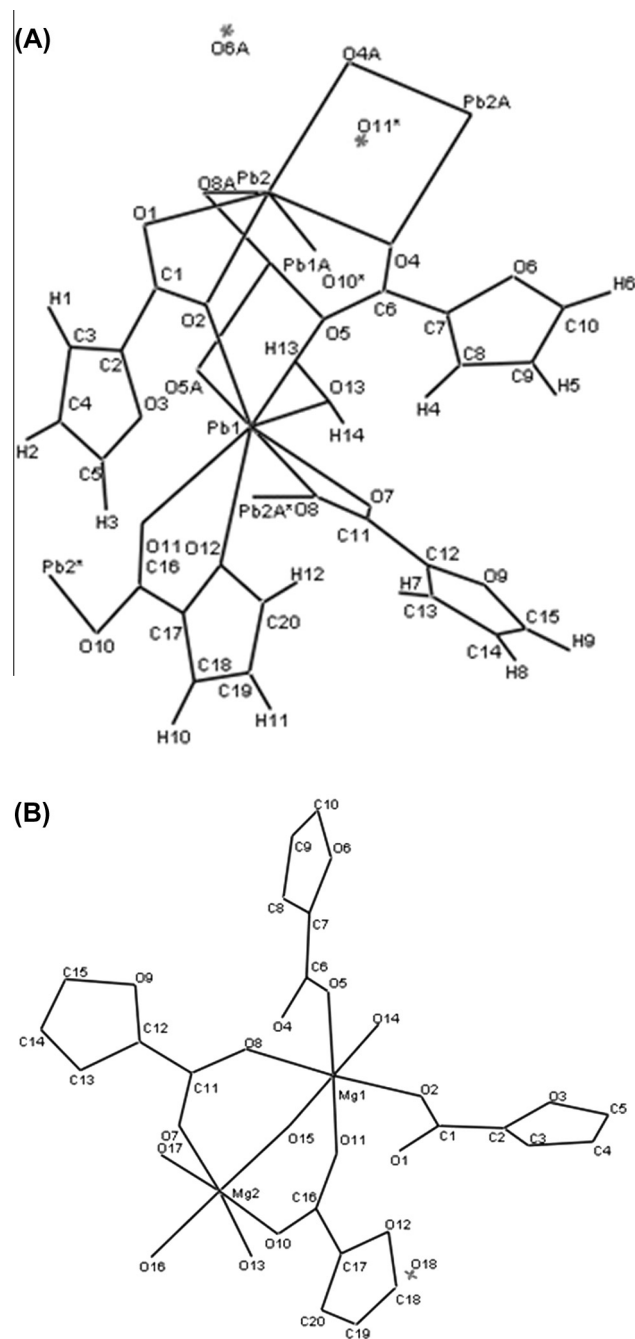 (A)
O6A
O4A
Pb2A
O11*
O8A Pb2
O1
Pb1A
O10*
O4
O6
H6
C1
O2
H1
C3
C2
O5
C6
C7
C10
H13
C8
C9
O5A
O13
H4
H5
C4
O3
Pb1
H14
H2
C5
H3
Pb2A* O8
O7
C11
O11 O12
C12
O9
Pb2*
C16
H12
H7
C13
C15
O10
C17
C20
C14
H9
C18
C19
H8
H10
H11
(B)
C10
C9
O6
C8
C7
C15
O9
C6
O5
O4
O14
C14
C12
O8
C13
C11
Mg1
O2
O3
C5
O7
O17
O15
O11
C1
C2
C3
C4
O1
Mg2
C16
O12
O16
O13
O10
C17
O18
C18
C20
C19